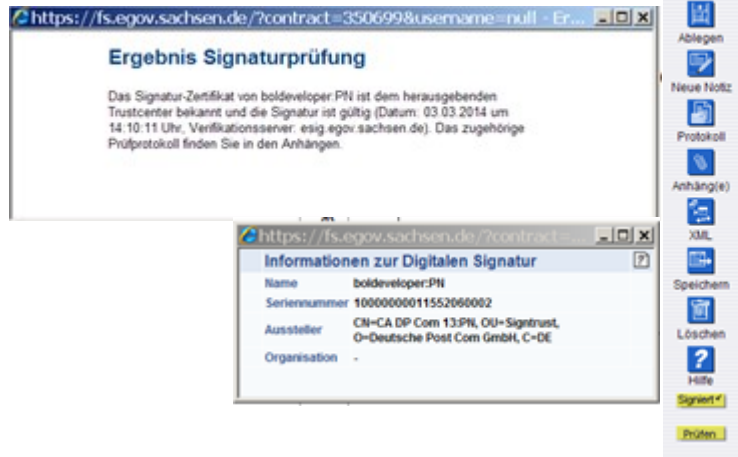 https://fs.egov.sachsen.de/?contract=350699&username=null - Er...
Ergebnis Signaturprüfung
Das Signatur-Zertifikat von boldeveloper:PN ist dem herausgebenden
Trustcenter bekannt und die Signatur ist gültig (Datum: 03.03.2014 um
14:10:11 Uhr, Verifikationsserver: esig.egov.sachsen.de). Das zugehörige
Prüfprotokoll finden Sie in den Anhängen.
https://fs.egov.sachsen.de/?contract=...
Informationen zur Digitalen Signatur
Name boldeveloper:PN
Seriennummer 10000000011552060002
Aussteller CN=CA DP Com 13:PN, OU=Signtrust,
O=Deutsche Post Com GmbH, C=DE
Organisation -
Ablegen
Neue Notiz
Protokoll
Anhäng(e)
XML
Speichern
Löschen
Hilfe
Signiert
Prüfen